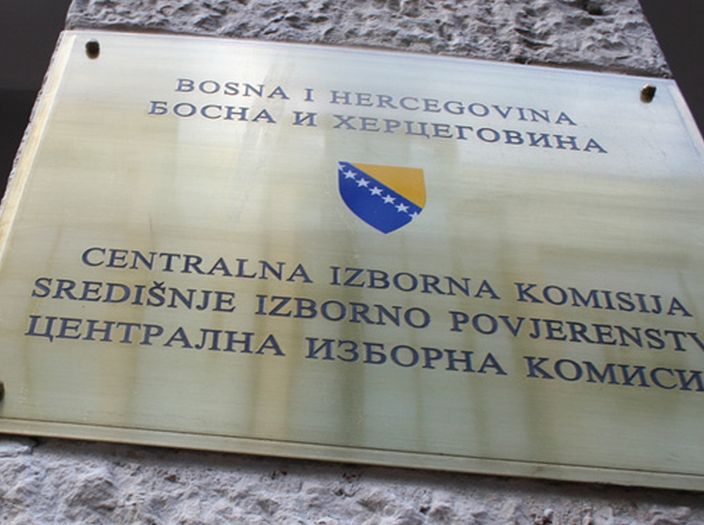 BOSNA I HERCEGOVINA
БОСНА И ХЕРЦЕГОВИНА
CENTRALNA IZBORNA KOMISIJA
SREDIŠNJE IZBORNO POVJERENSTV
ЦЕНТРАЛНА ИЗБОРНА КОМИСИ